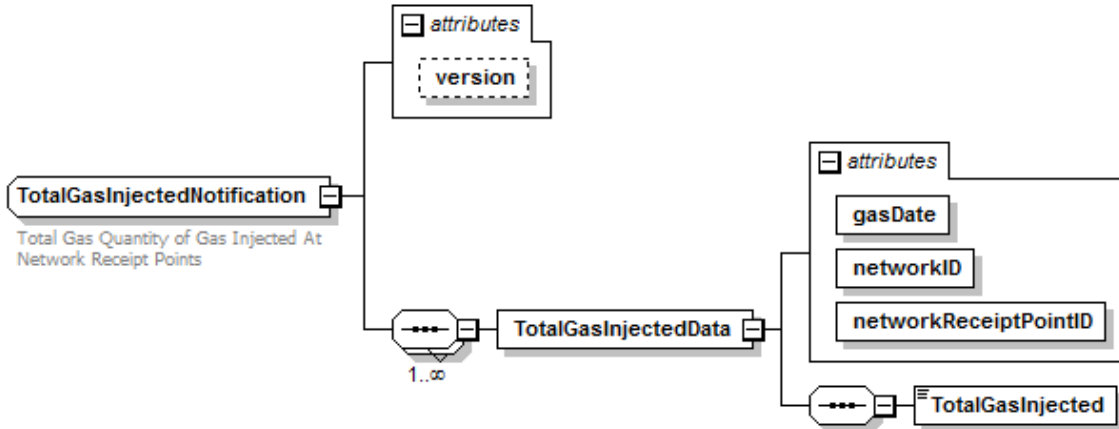 attributes
version
TotalGasInjectedNotification
Total Gas Quantity of Gas Injected At
Network Receipt Points
attributes
gasDate
networkID
networkReceiptPointID
TotalGasInjectedData
1..∞
TotalGasInjected